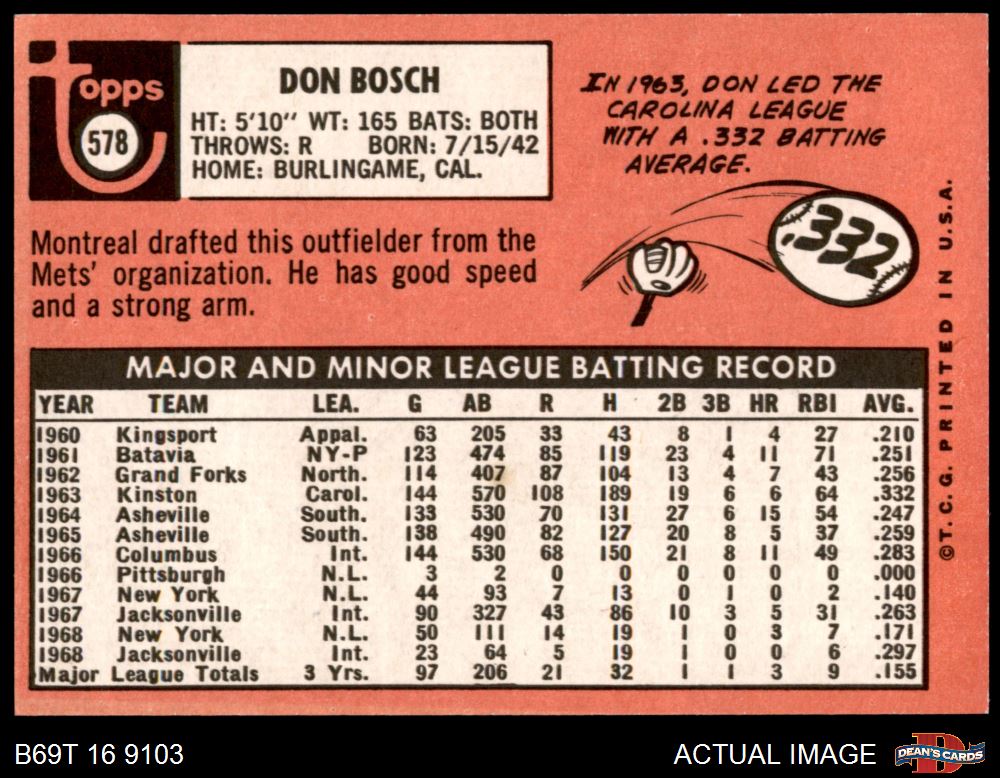 Topps
578
DON BOSCH
HT: 5'10" WT: 165 BATS: BOTH
THROWS: R BORN: 7/15/42
HOME: BURLINGAME, CAL.
IN 1963, DON LED THE
CAROLINA LEAGUE
WITH A .332 BATTING
AVERAGE.
.332
Montreal drafted this outfielder from the
Mets' organization. He has good speed
and a strong arm.
MAJOR AND MINOR LEAGUE BATTING RECORD
YEAR TEAM LEA. G AB R H 2B 3B HR RBI AVG.
1960 Kingsport Appal. 63 205 33 43 8 1 4 27 .210
1961 Batavia NY-P 123 474 85 119 23 4 11 71 .251
1962 Grand Forks North. 114 407 87 104 13 4 7 43 .256
1963 Kinston Carol. 144 570 108 189 19 6 6 64 .332
1964 Asheville South. 133 530 70 131 27 6 15 54 .247
1965 Asheville South. 138 490 82 127 20 8 5 37 .259
1966 Columbus Int. 144 530 68 150 21 8 11 49 .283
1966 Pittsburgh N.L. 3 2 0 0 0 0 0 0 .000
1967 New York N.L. 44 93 7 13 0 1 0 2 .140
1967 Jacksonville Int. 90 327 43 86 10 3 5 31 .263
1968 New York N.L. 50 111 14 19 1 0 3 7 .171
1968 Jacksonville Int. 23 64 5 19 1 0 0 6 .297
Major League Totals 3 Yrs. 97 206 21 32 1 1 3 9 .155
©T.C.G. PRINTED IN U.S.A.
B69T 16 9103
ACTUAL IMAGE
DEAN'S CARDS